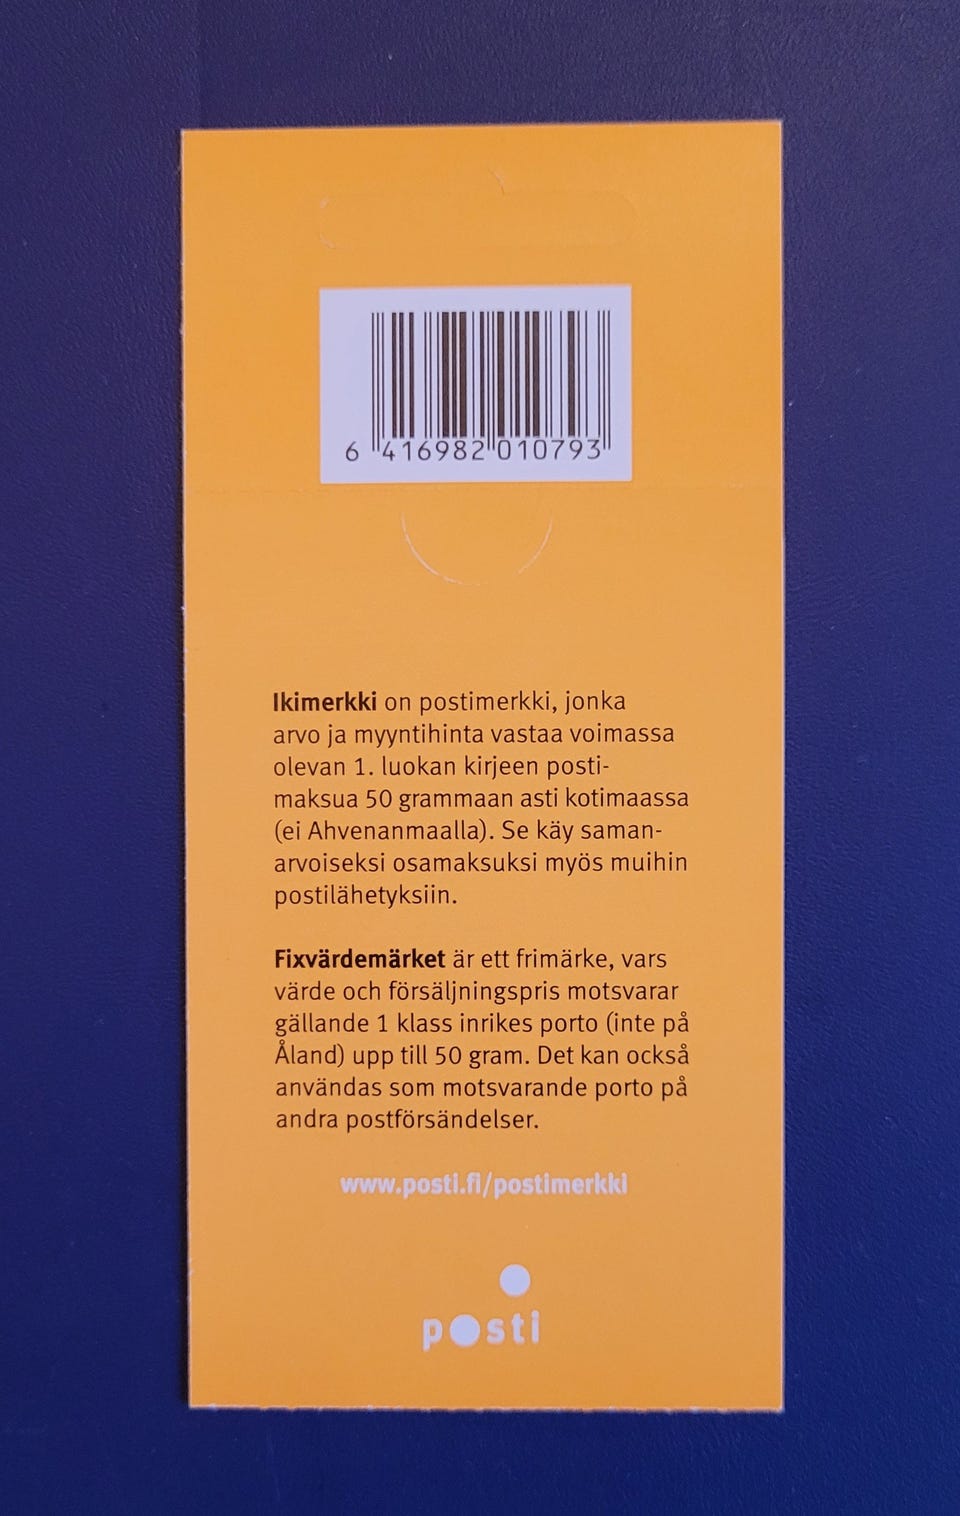 6 416982 010793
Ikimerkki on postimerkki, jonka
arvo ja myyntihinta vastaa voimassa
olevan 1. luokan kirjeen posti-
maksua 50 grammaan asti kotimaassa
(ei Ahvenanmaalla). Se käy saman-
arvoiseksi osamaksuksi myös muihin
postilähetyksiin.
Fixvärdemärket är ett frimärke, vars
värde och försäljningspris motsvarar
gällande 1 klass inrikes porto (inte på
Åland) upp till 50 gram. Det kan också
användas som motsvarande porto på
andra postförsändelser.
www.posti.fi/postimerkki
posti